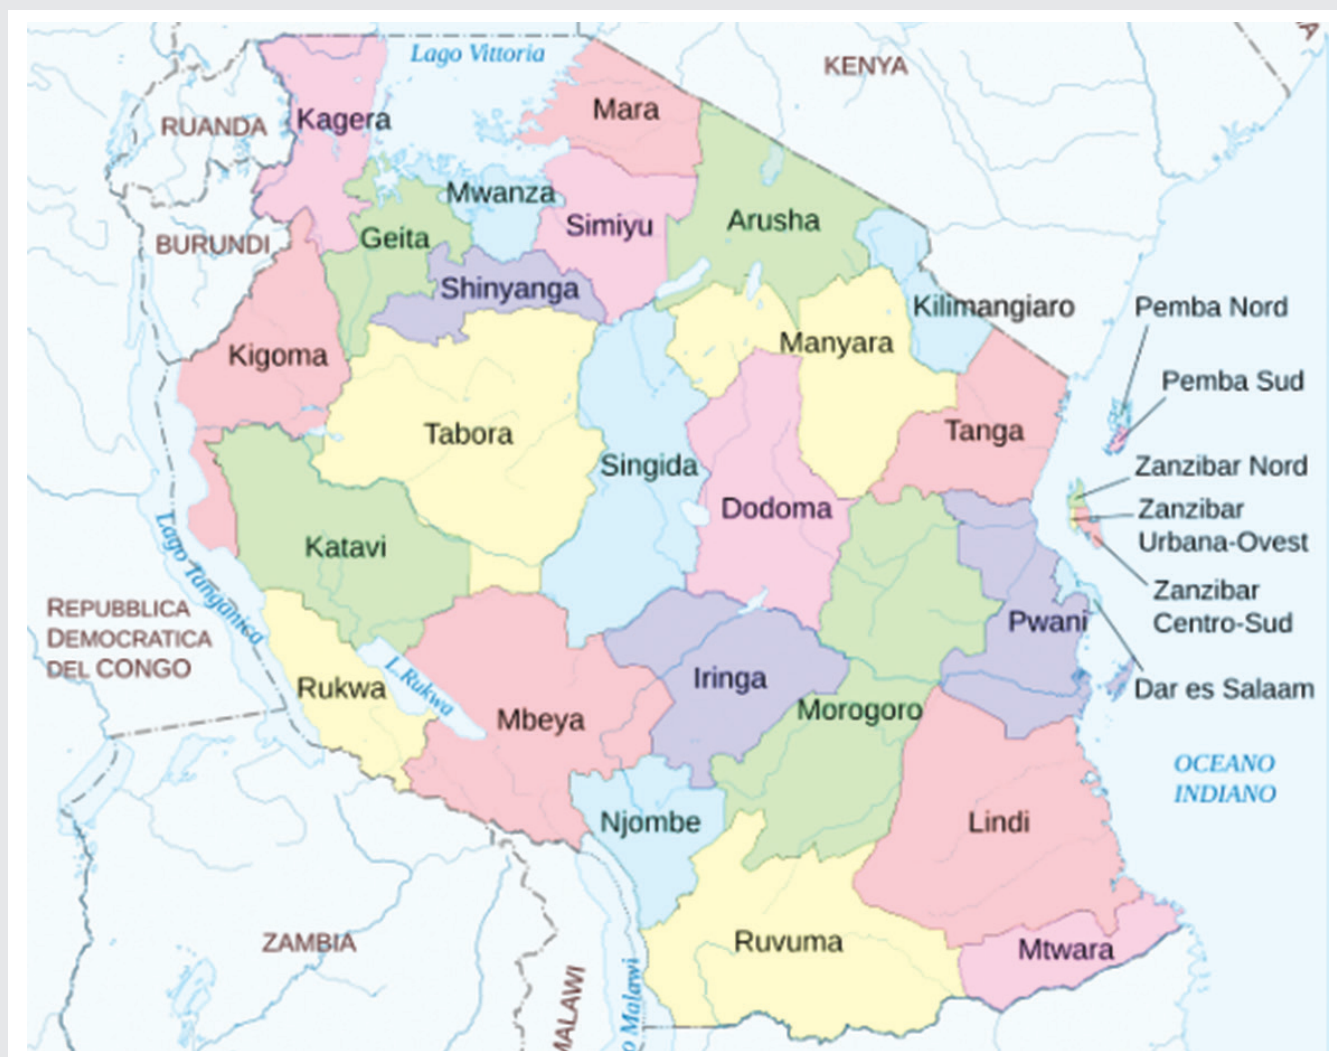 Lago Vittoria
KENYA
Mara
Kagera
RUANDA
Mwanza
Simiyu
Arusha
Geita
BURUNDI
Shinyanga
Kilimangiaro
Pemba Nord
Manyara
Kigoma
Pemba Sud
Tabora
Tanga
Singida
Zanzibar Nord
Dodoma
Zanzibar
Urbana-Ovest
Katavi
Lago Tanganica
Zanzibar
Centro-Sud
REPUBBLICA
DEMOCRATICA
DEL CONGO
Pwani
Iringa
Rukwa
L. Rukwa
Dar es Salaam
Morogoro
Mbeya
OCEANO
INDIANO
Njombe
Lindi
ZAMBIA
Ruvuma
Mtwara
MALAWI
o Malawi